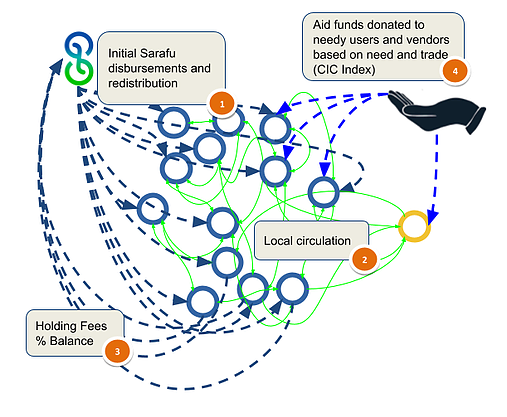 Initial Sarafu
disbursements and
redistribution
1
Aid funds donated to
needy users and vendors
based on need and trade
(CIC Index)
4
Local circulation
2
Holding Fees
% Balance
3